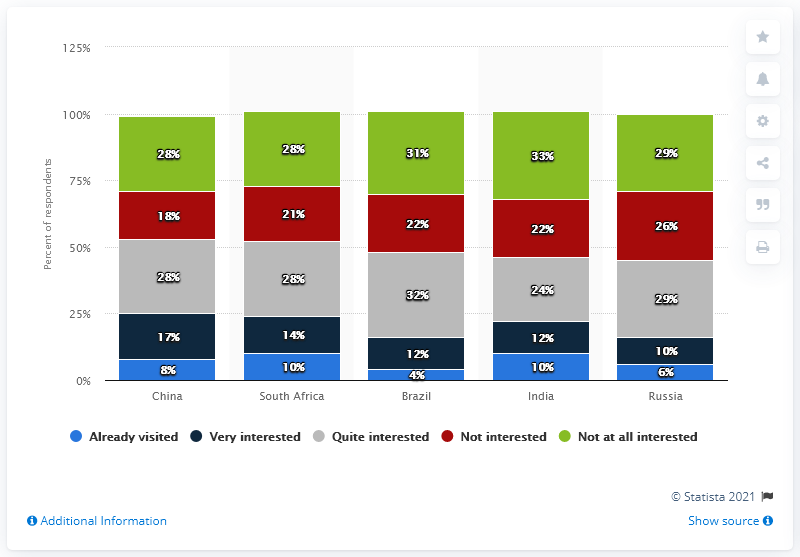 125%
100%
75%
50%
25%
0%
Percent of respondents
28% 28% 31% 33% 29%
18% 21% 22% 22% 26%
28% 28% 32% 24% 29%
17% 14% 12% 12% 10%
8% 10% 4% 10% 6%
China South Africa Brazil India Russia
Already visited Very interested Quite interested Not interested Not at all interested
© Statista 2021
Additional Information Show source